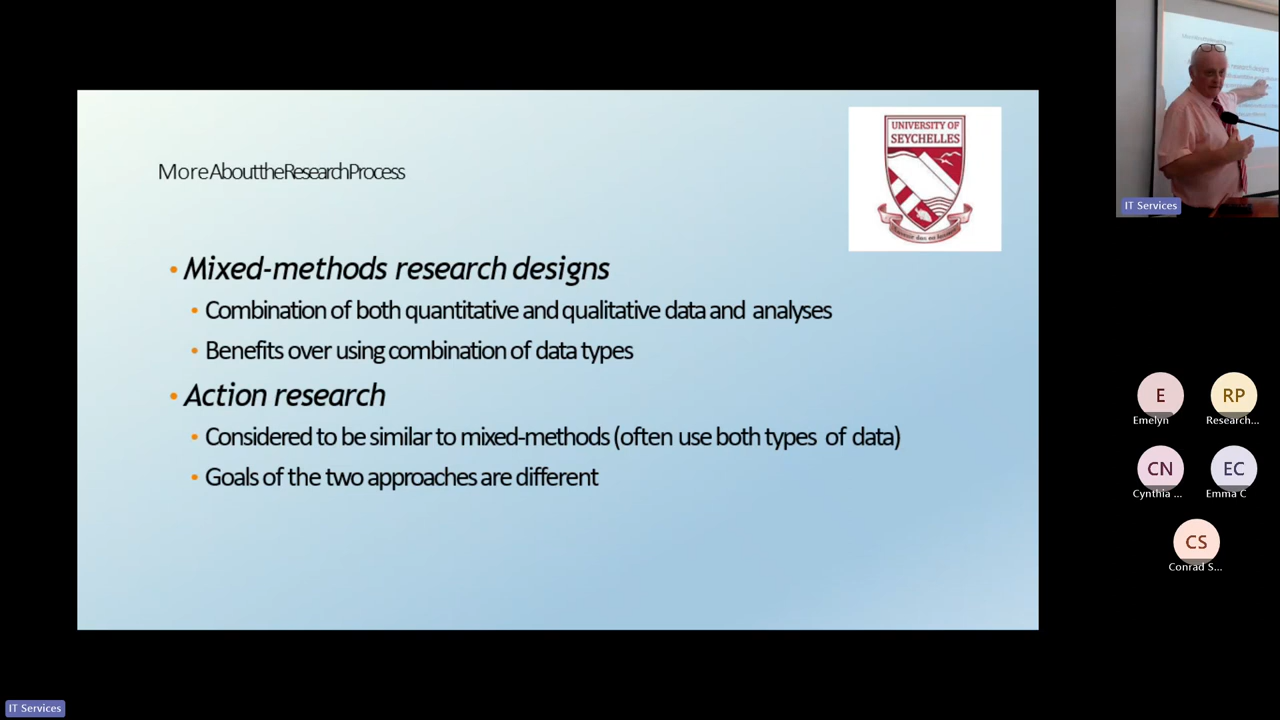 More About the Research Process
UNIVERSITY OF
SEYCHELLES
• Mixed-methods research designs
• Combination of both quantitative and qualitative data and analyses
• Benefits over using combination of data types
• Action research
• Considered to be similar to mixed-methods (often use both types of data)
• Goals of the two approaches are different
IT Services
E
Emelyn
RP
Research...
CN
Cynthia ...
EC
Emma C
CS
Conrad S...
IT Services